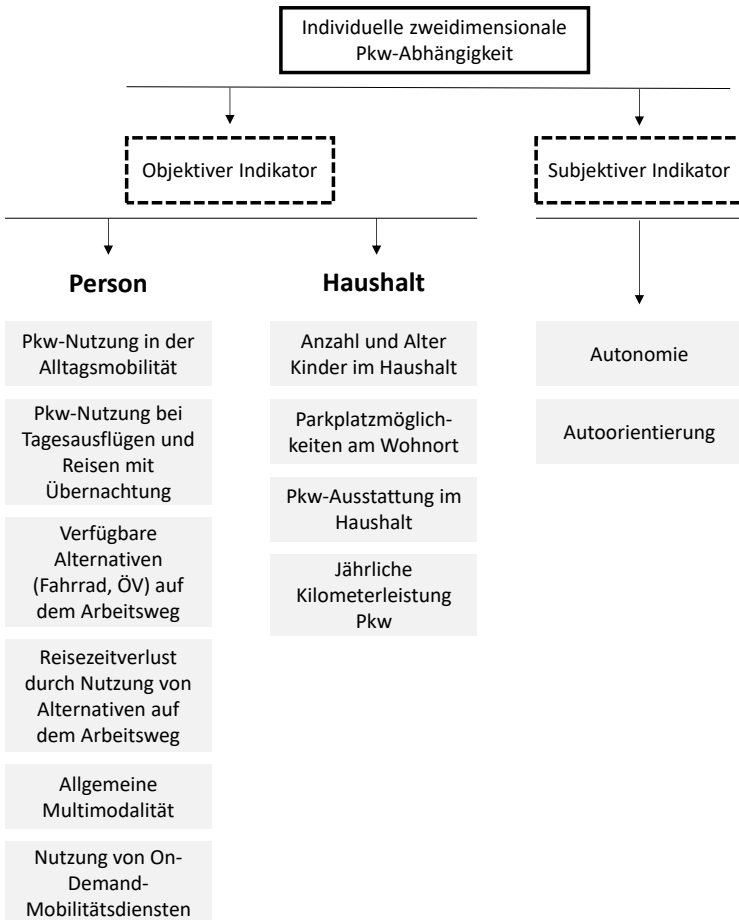 Individuelle zweidimensionale
Pkw-Abhängigkeit
Objektiver Indikator
Subjektiver Indikator
Person
Haushalt
Pkw-Nutzung in der
Alltagsmobilität
Pkw-Nutzung bei
Tagesausflügen und
Reisen mit
Übernachtung
Verfügbare
Alternativen
(Fahrrad, ÖV) auf
dem Arbeitsweg
Reisezeitverlust
durch Nutzung von
Alternativen auf
dem Arbeitsweg
Allgemeine
Multimodalität
Nutzung von On-
Demand-
Mobilitätsdiensten
Anzahl und Alter
Kinder im Haushalt
Parkplatzmöglich-
keiten am Wohnort
Pkw-Ausstattung im
Haushalt
Jährliche
Kilometerleistung
Pkw
Autonomie
Autoorientierung